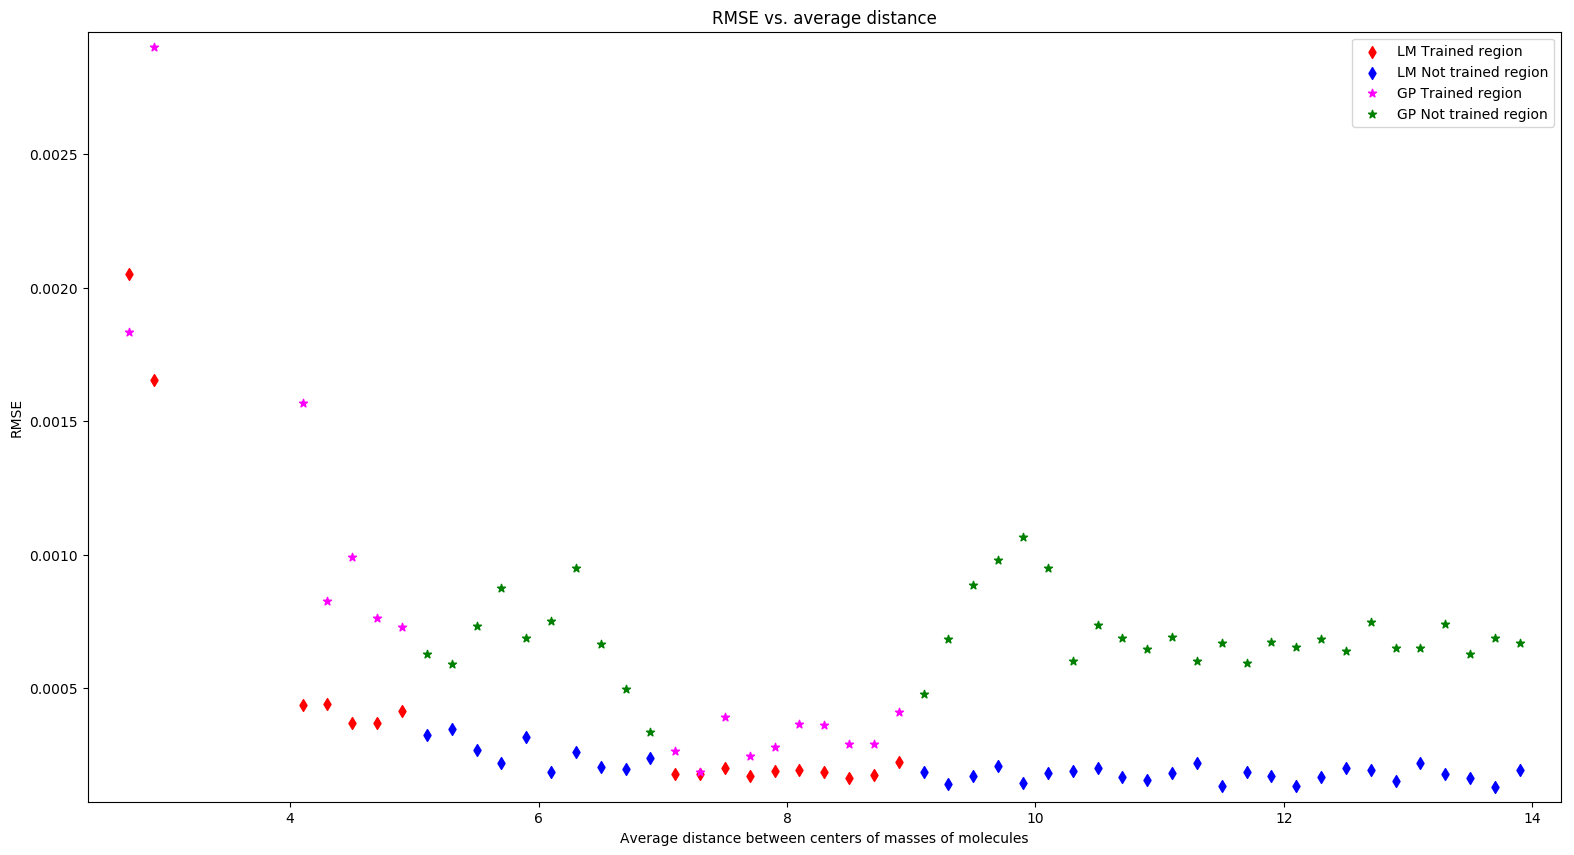 RMSE vs. average distance
LM Trained region
LM Not trained region
GP Trained region
GP Not trained region
0.0025
0.0020
0.0015
0.0010
0.0005
RMSE
4 6 8 10 12 14
Average distance between centers of masses of molecules